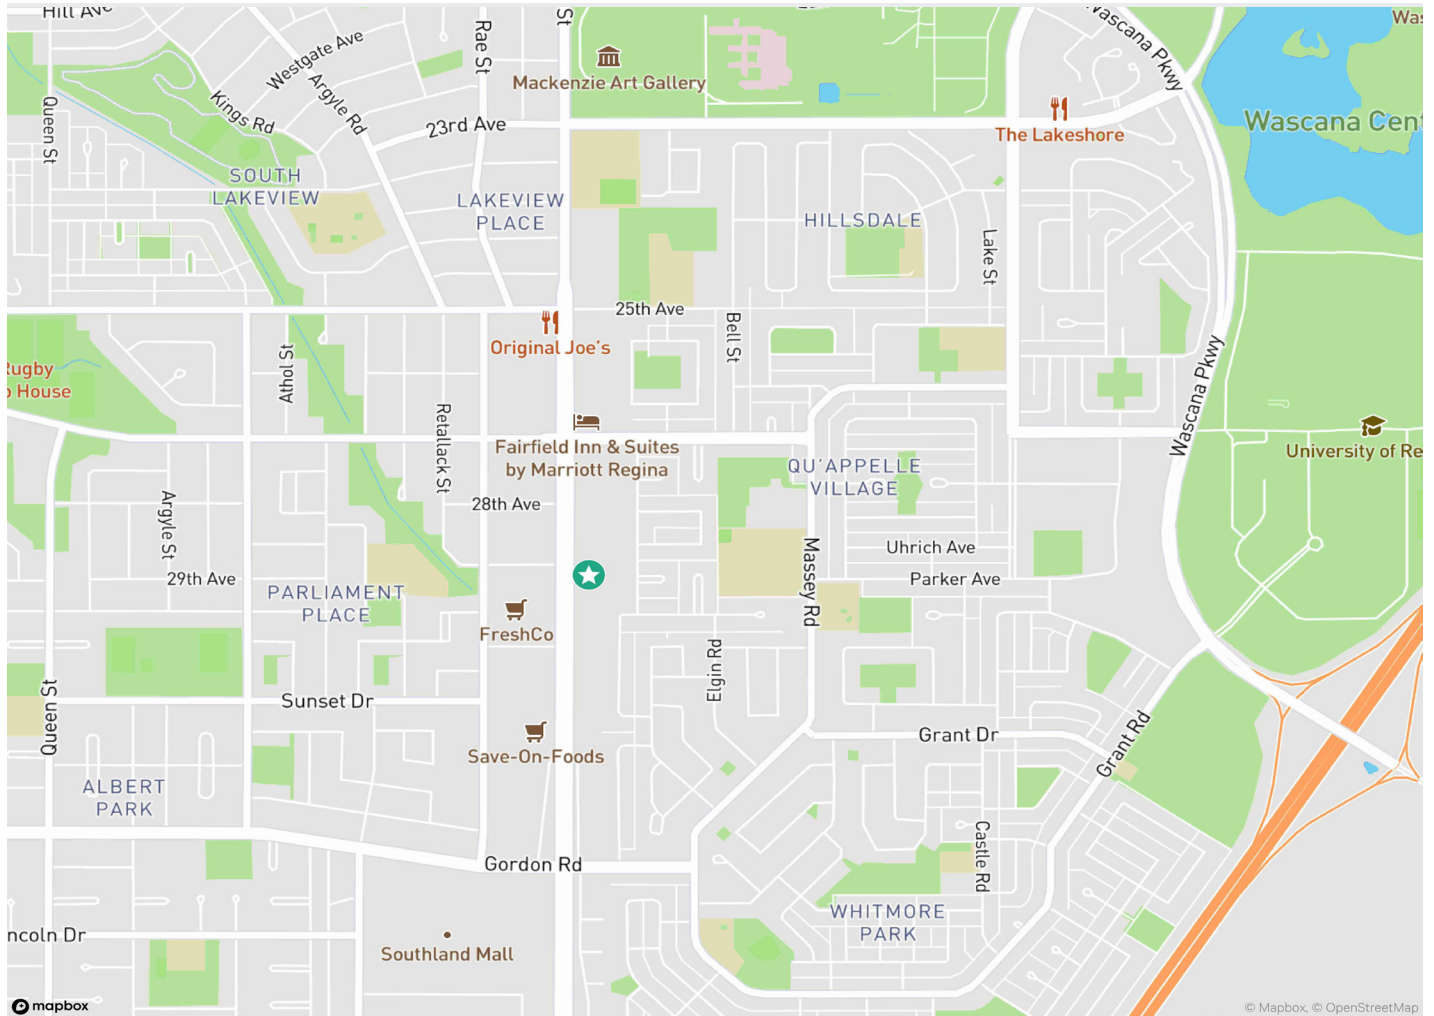 Hill Ave
St
Wascana Pkwy
Rae St
Westgate Ave
Mackenzie Art Gallery
Argyle Rd
Kings Rd
Queen St
23rd Ave
The Lakeshore
Wascana Cent
SOUTH
LAKEVIEW
LAKEVIEW
PLACE
HILLSDALE
Lake St
25th Ave
Bell St
Original Joe's
Athol St
Rugby
House
Wascana Pkwy
Retallack St
Fairfield Inn & Suites
by Marriott Regina
University of Re
QU'APPELLE
VILLAGE
28th Ave
Argyle St
Massey Rd
Uhrich Ave
29th Ave
Parker Ave
PARLIAMENT
PLACE
FreshCo
Elgin Rd
Queen St
Sunset Dr
Grant Dr
Grant Rd
Save-On-Foods
ALBERT
PARK
Castle Rd
Gordon Rd
WHITMORE
PARK
ncoln Dr
Southland Mall
mapbox
© Mapbox, © OpenStreetMap